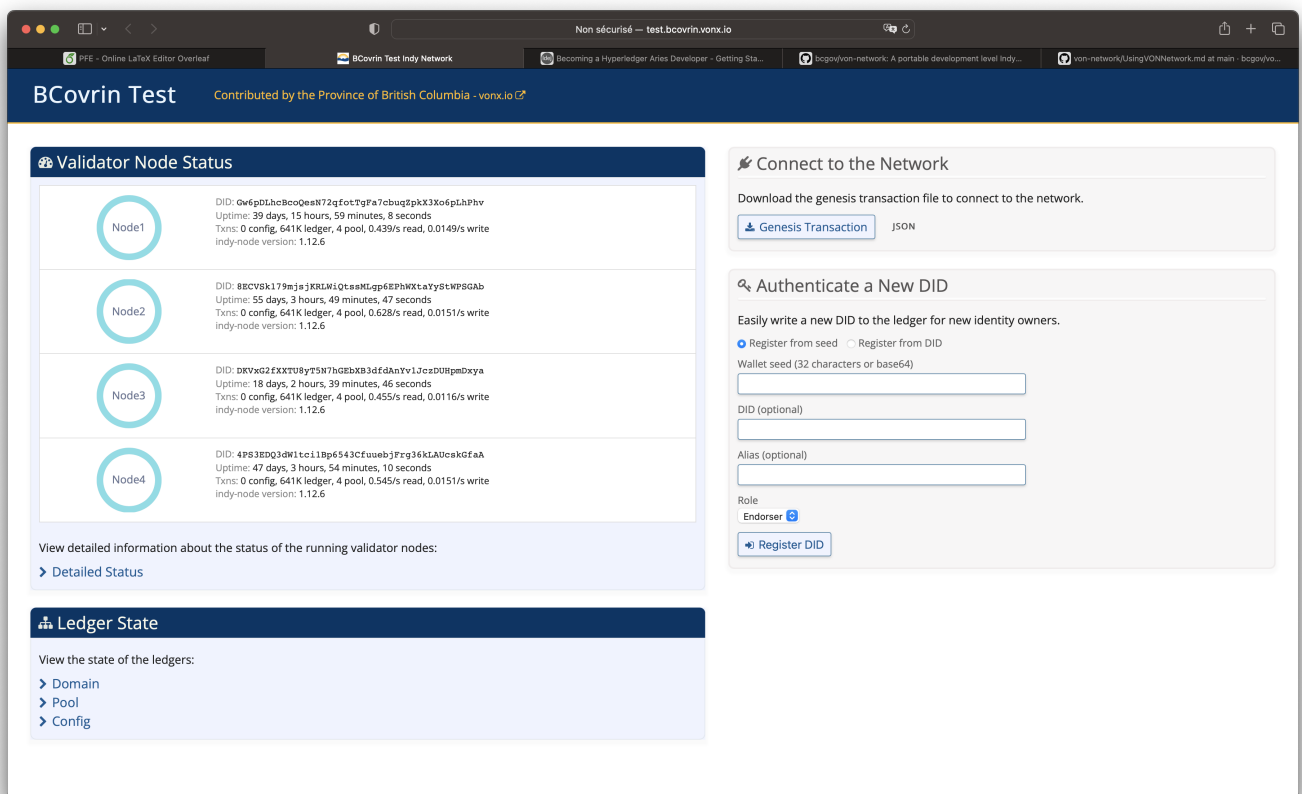 Non sécurisé — test.bcovrin.vonx.io
PFE - Online LaTeX Editor Overleaf
BCovrin Test Indy Network
Becoming a Hyperledger Aries Developer - Getting Sta...
bcgov/von-network: A portable development level Indy...
von-network/UsingVONNetwork.md at main · bcgov/vo...
BCovrin Test
Contributed by the Province of British Columbia - vonx.io
Validator Node Status
Node1
DID: Gw6pDLhcBcoQesN72qfotTgFa7cbuqZpkX3Xo6pLhPhv
Uptime: 39 days, 15 hours, 59 minutes, 8 seconds
Txns: 0 config, 641K ledger, 4 pool, 0.439/s read, 0.0149/s write
indy-node version: 1.12.6
Node2
DID: 8ECVSk179mjsjKRLWiQtssMLgp6EPhWXtaYyStWPSGAb
Uptime: 55 days, 3 hours, 49 minutes, 47 seconds
Txns: 0 config, 641K ledger, 4 pool, 0.628/s read, 0.0151/s write
indy-node version: 1.12.6
Node3
DID: DKVxG2fXXTU8yT5N7hGEbXB3dfdAnYv1JczDUHpmDxya
Uptime: 18 days, 2 hours, 39 minutes, 46 seconds
Txns: 0 config, 641K ledger, 4 pool, 0.455/s read, 0.0116/s write
indy-node version: 1.12.6
Node4
DID: 4PS3EDQ3dW1tci1Bp6543CfuuebjFrg36kLAUcskGfaA
Uptime: 47 days, 3 hours, 54 minutes, 10 seconds
Txns: 0 config, 641K ledger, 4 pool, 0.545/s read, 0.0151/s write
indy-node version: 1.12.6
View detailed information about the status of the running validator nodes:
Detailed Status
Ledger State
View the state of the ledgers:
Domain
Pool
Config
Connect to the Network
Download the genesis transaction file to connect to the network.
Genesis Transaction JSON
Authenticate a New DID
Easily write a new DID to the ledger for new identity owners.
Register from seed Register from DID
Wallet seed (32 characters or base64)
DID (optional)
Alias (optional)
Role
Endorser
Register DID